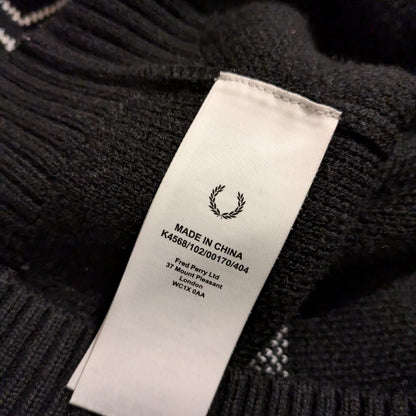 MADE IN CHINA
K4568/102/00170/404
Fred Perry Ltd
37 Mount Pleasant
London
WC1X 0AA